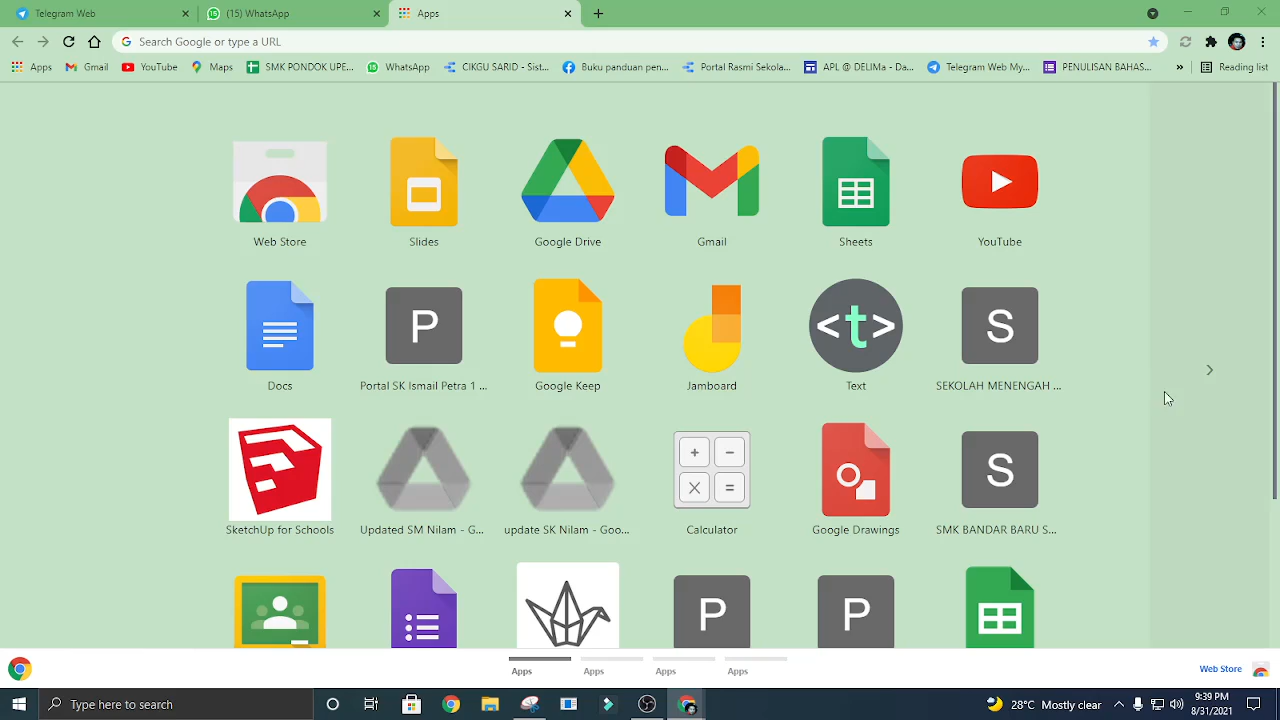 Telegram Web
(15) WhatsApp
Apps
Search Google or type a URL
Apps
Gmail
YouTube
Maps
SMK PONDOK UPE...
WhatsApp
CIKGU SARID - Sist...
Buku panduan pen...
Portal Rasmi Sekola...
APL @ DELIMa - Da...
Telegram Web My...
PENULISAN BAHAS...
»
Reading list
Web Store
Slides
Google Drive
Gmail
Sheets
YouTube
<t>
P
S
Docs
Portal SK Ismail Petra 1 ...
Google Keep
Jamboard
Text
SEKOLAH MENENGAH ...
S
SketchUp for Schools
Updated SM Nilam - G...
update SK Nilam - Goo...
Calculator
Google Drawings
SMK BANDAR BARU S...
P
P
Apps
Apps
Apps
Apps
Web Store
Type here to search
28°C Mostly clear
9:39 PM
8/31/2021